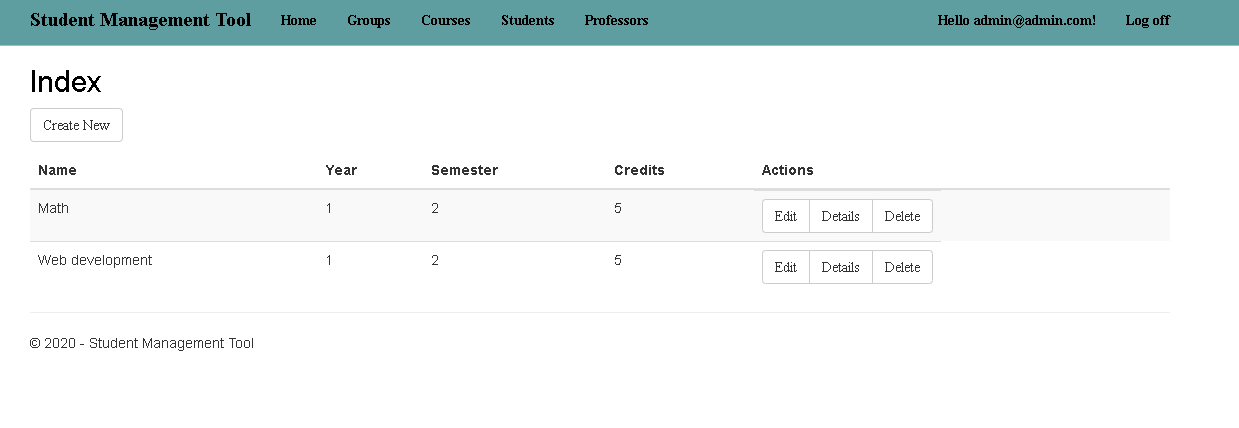 Student Management Tool Home Groups Courses Students Professors Hello admin@admin.com! Log off
Index
Create New
Name Year Semester Credits Actions
Math 1 2 5 Edit Details Delete
Web development 1 2 5 Edit Details Delete
© 2020 - Student Management Tool